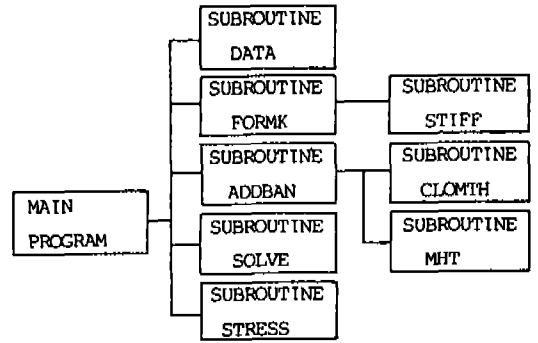 SUBROUTINE
DATA
SUBROUTINE
FORMK
SUBROUTINE
STIFF
SUBROUTINE
ADDBAN
SUBROUTINE
CLOMTH
MAIN
PROGRAM
SUBROUTINE
MHT
SUBROUTINE
SOLVE
SUBROUTINE
STRESS